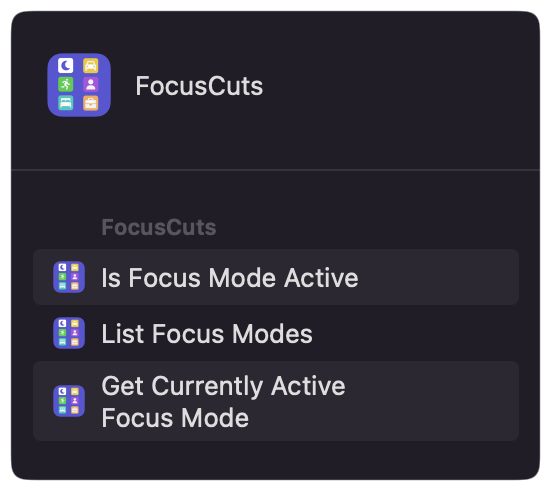 FocusCuts
FocusCuts
Is Focus Mode Active
List Focus Modes
Get Currently Active
Focus Mode